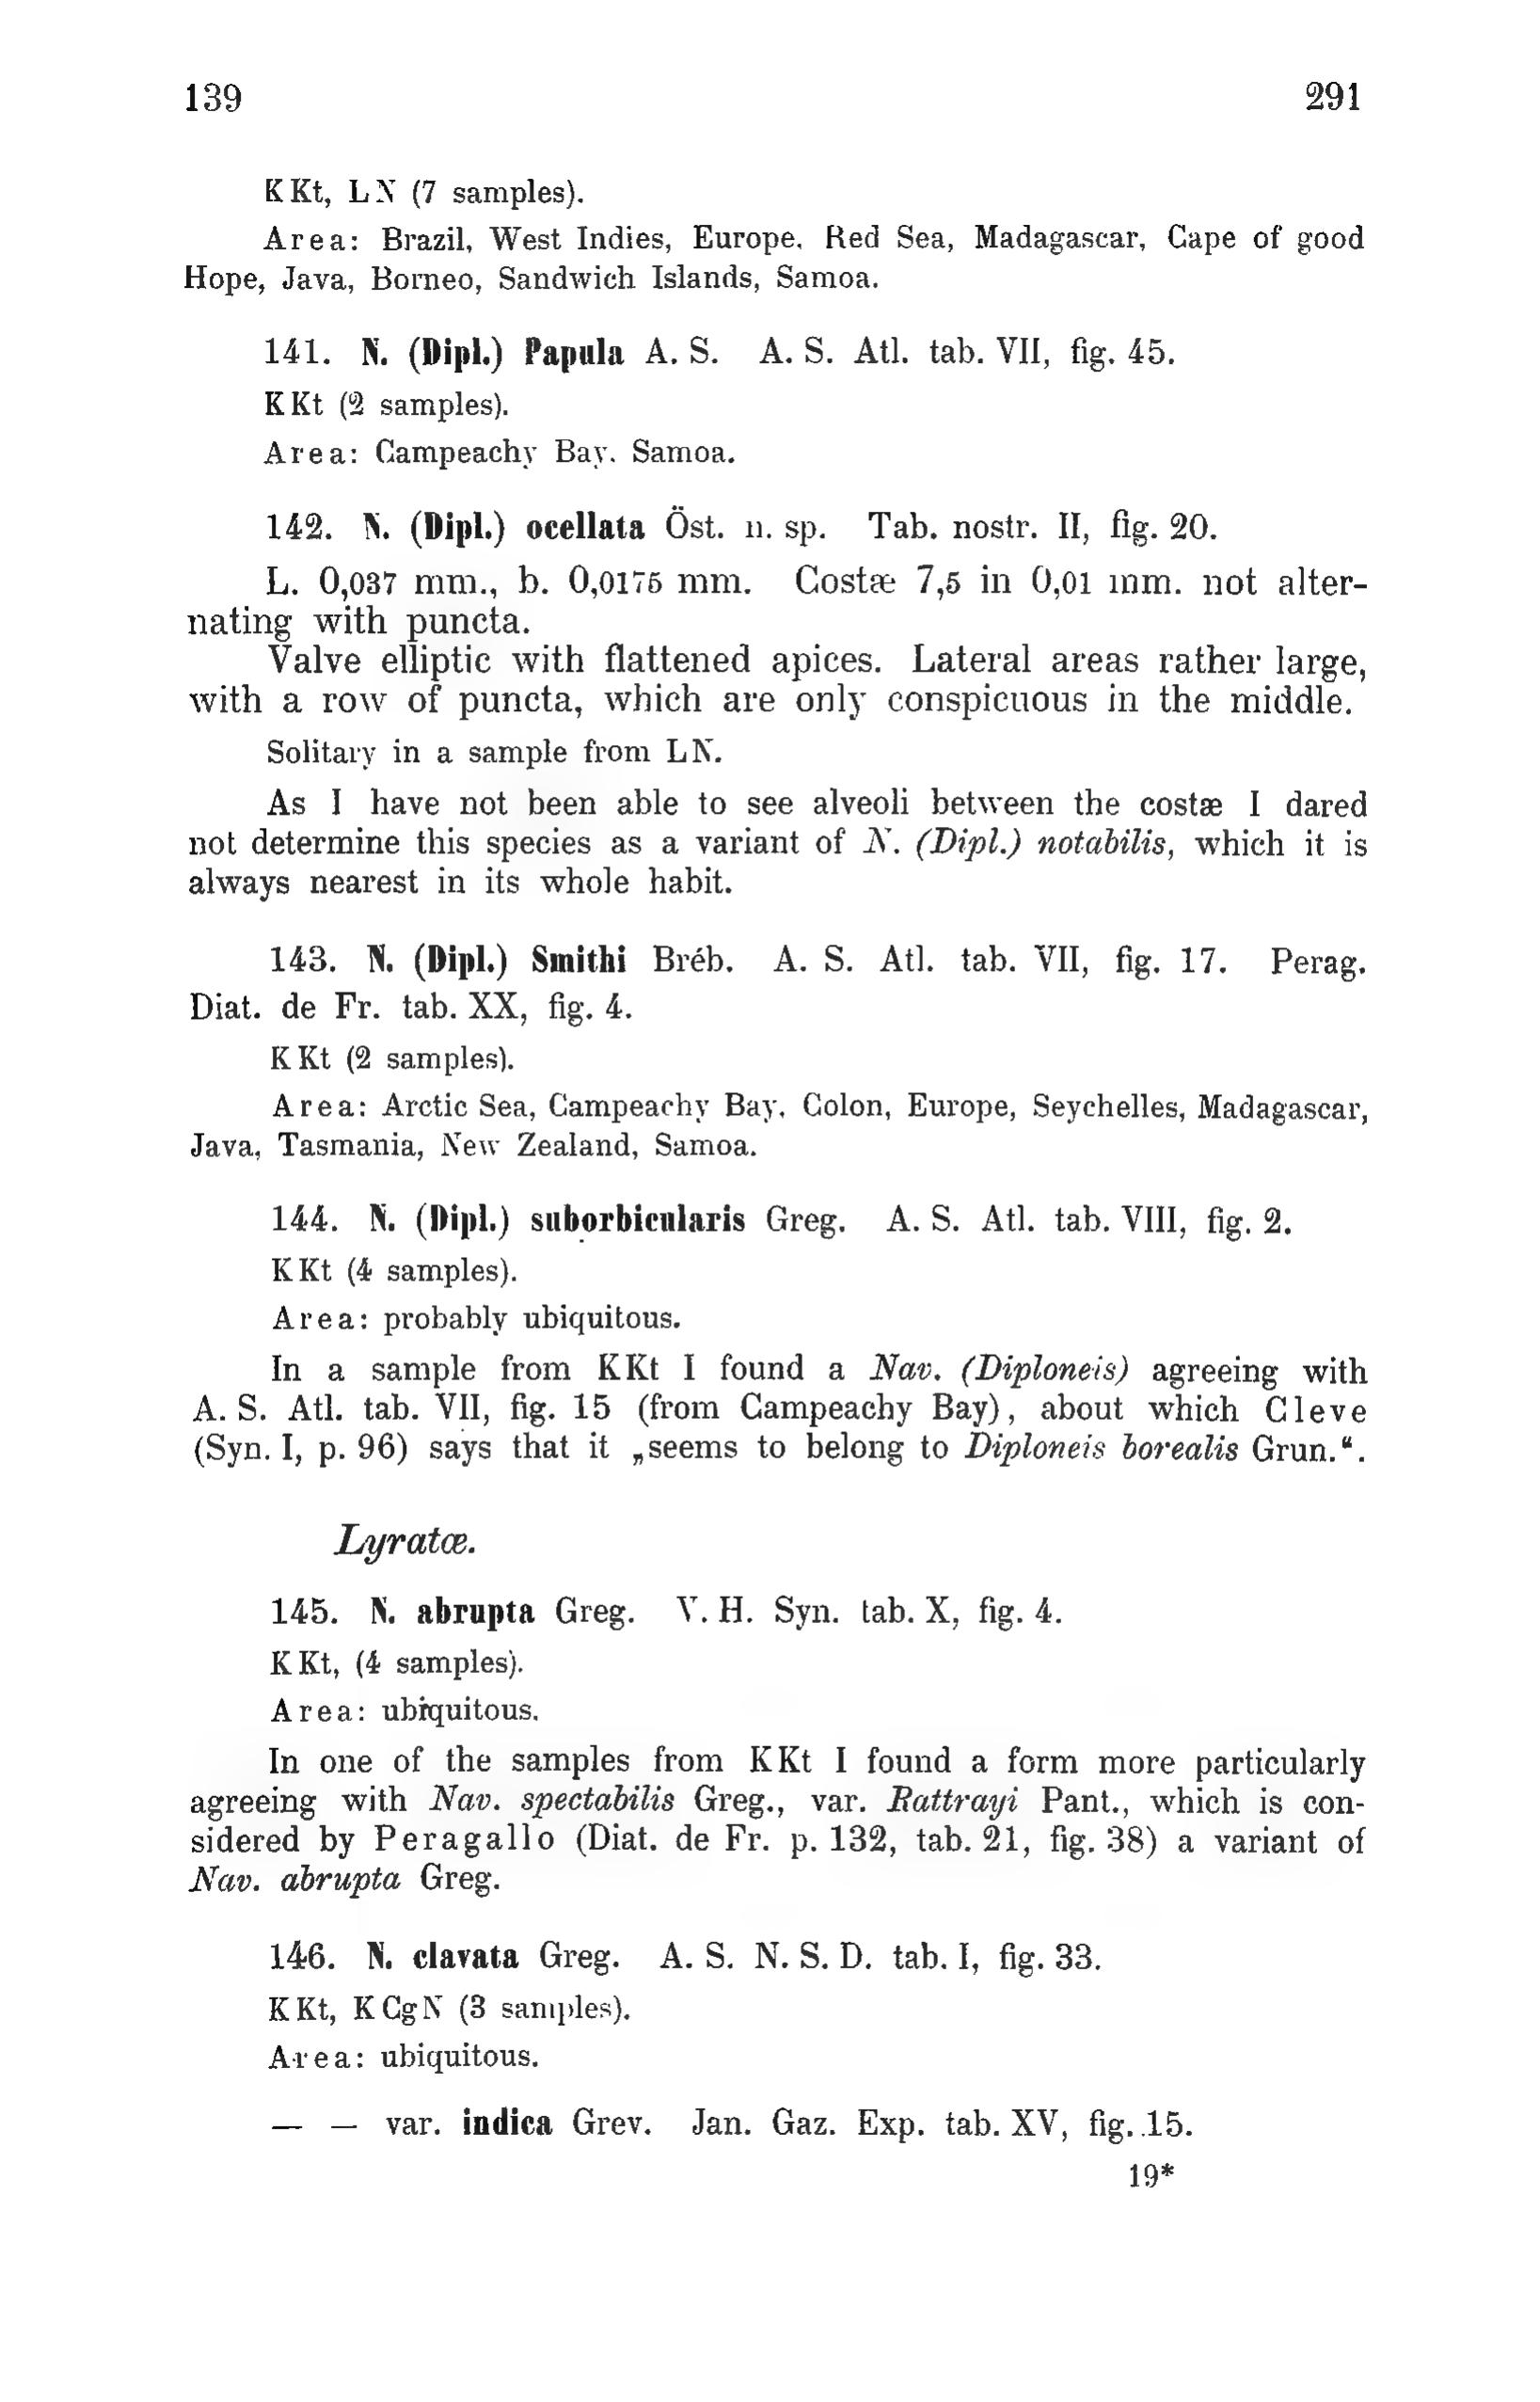 139 291
K Kt, L N (7 samples).
Area: Brazil, West Indies, Europe, Red Sea, Madagascar, Cape of good
Hope, Java, Borneo, Sandwich Islands, Samoa.
141. N. (Dipl.) Papula A. S. A. S. Atl. tab. VII, fig. 45.
K Kt (2 samples).
Area: Campeachy Bay. Samoa.
142. N. (Dipl.) ocellata Öst. n. sp. Tab. nostr. II, fig. 20.
L. 0,037 mm., b. 0,0175 mm. Costæ 7,5 in 0,01 mm. not alter-
nating with puncta.
Valve elliptic with flattened apices. Lateral areas rather large,
with a row of puncta, which are only conspicuous in the middle.
Solitary in a sample from L N.
As I have not been able to see alveoli between the costæ I dared
not determine this species as a variant of N. (Dipl.) notabilis, which it is
always nearest in its whole habit.
143. N. (Dipl.) Smithi Bréb. A. S. Atl. tab. VII, fig. 17. Perag.
Diat. de Fr. tab. XX, fig. 4.
K Kt (2 samples).
Area: Arctic Sea, Campeachy Bay, Colon, Europe, Seychelles, Madagascar,
Java, Tasmania, New Zealand, Samoa.
144. N. (Dipl.) suborbicularis Greg. A. S. Atl. tab. VIII, fig. 2.
K Kt (4 samples).
Area: probably ubiquitous.
In a sample from K Kt I found a Nav. (Diploneis) agreeing with
A. S. Atl. tab. VII, fig. 15 (from Campeachy Bay), about which Cleve
(Syn. I, p. 96) says that it „seems to belong to Diploneis borealis Grun.“.
Lyratæ.
145. N. abrupta Greg. V. H. Syn. tab. X, fig. 4.
K Kt, (4 samples).
Area: ubiquitous.
In one of the samples from K Kt I found a form more particularly
agreeing with Nav. spectabilis Greg., var. Rattrayi Pant., which is con-
sidered by Peragallo (Diat. de Fr. p. 132, tab. 21, fig. 38) a variant of
Nav. abrupta Greg.
146. N. clavata Greg. A. S. N. S. D. tab. I, fig. 33.
K Kt, K Cg N (3 samples).
Area: ubiquitous.
— — var. indica Grev. Jan. Gaz. Exp. tab. XV, fig. 15.
19*